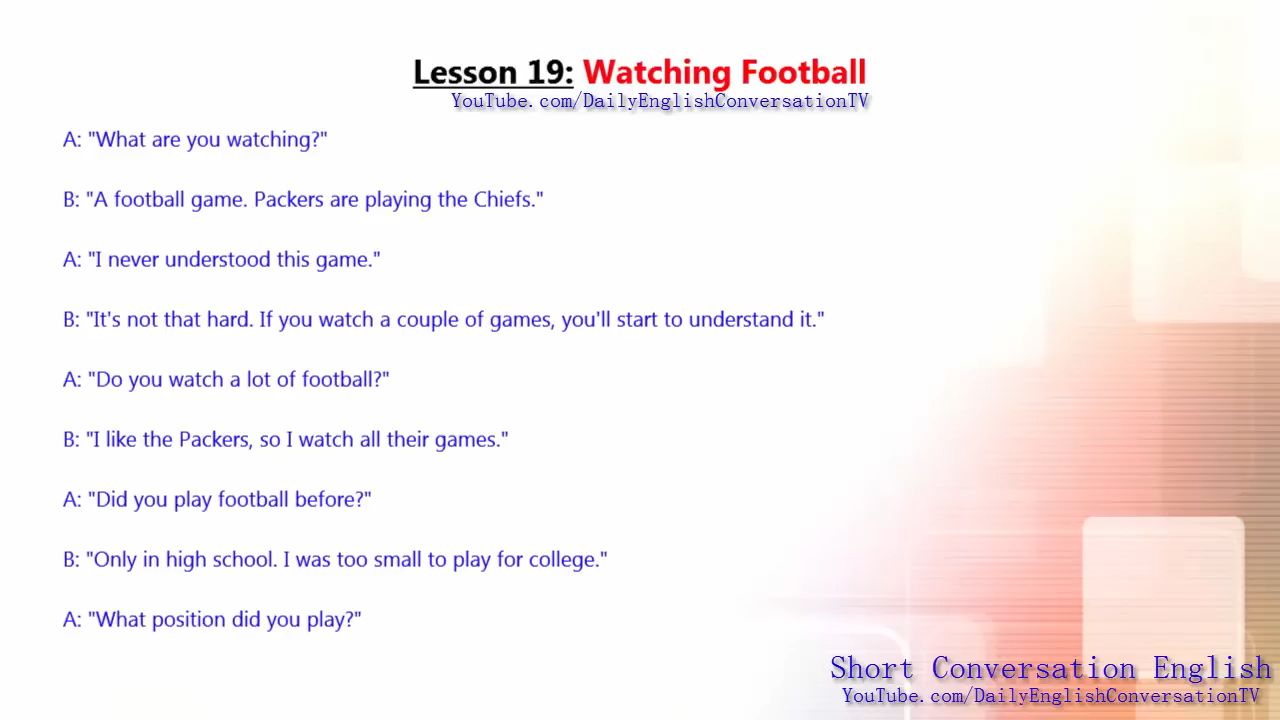 Lesson 19: Watching Football
YouTube.com/DailyEnglishConversationTV
A: "What are you watching?"
B: "A football game. Packers are playing the Chiefs."
A: "I never understood this game."
B: "It's not that hard. If you watch a couple of games, you'll start to understand it."
A: "Do you watch a lot of football?"
B: "I like the Packers, so I watch all their games."
A: "Did you play football before?"
B: "Only in high school. I was too small to play for college."
A: "What position did you play?"
Short Conversation English
YouTube.com/DailyEnglishConversationTV